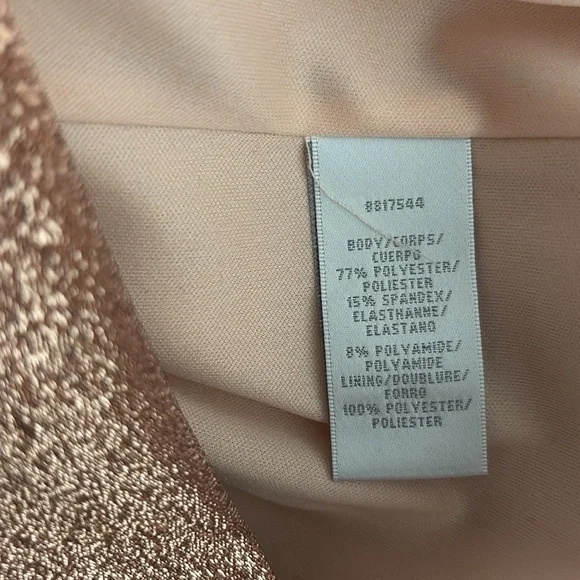 8817544
BODY/CORPS/
CUERPO
77% POLYESTER/
POLIESTER
15% SPANDEX/
ELASTHANNE/
ELASTANO
8% POLYAMIDE/
POLYAMIDE
LINING/DOUBLURE/
FORRO
100% POLYESTER/
POLIESTER